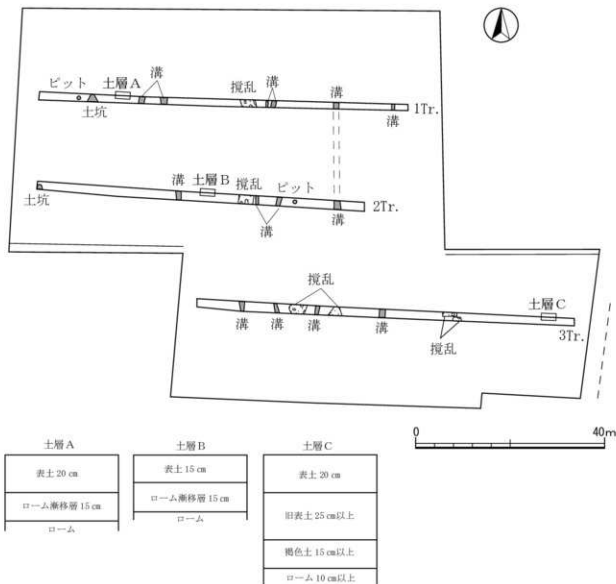 溝
ピット 土層A 撹乱 溝 溝
土坑 溝 1Tr.
溝 土層B 撹乱 ピット
土坑 溝 溝 2Tr.
撹乱 土層C
溝 溝 溝 溝 撹乱 3Tr.
0 40m
土層A 土層B 土層C
表土 20 cm 表土 15 cm 表土 20 cm
ローム漸移層 15 cm ローム漸移層 15 cm 旧表土 25 cm以上
ローム ローム
褐色土 15 cm以上
ローム 10 cm以上